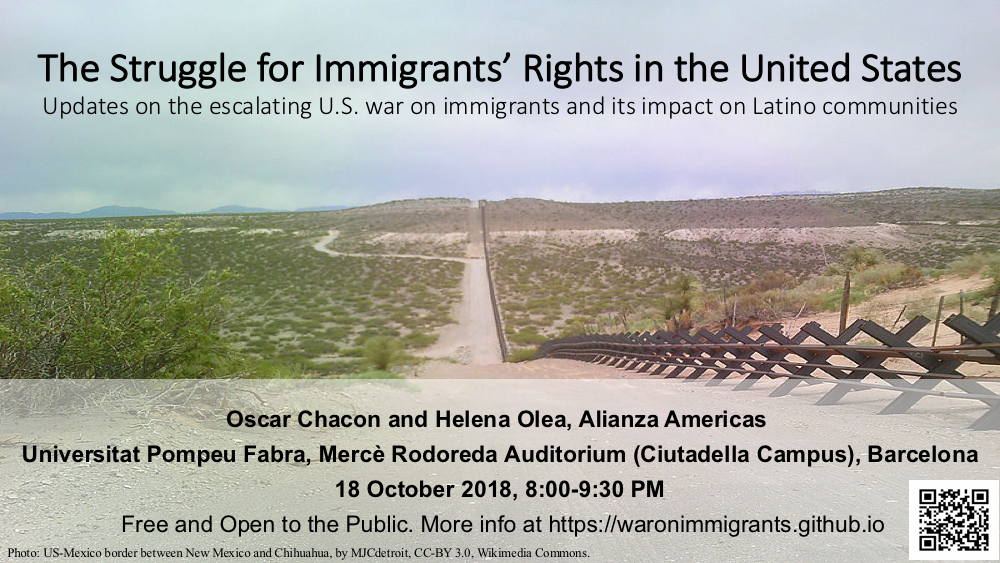 The Struggle for Immigrants’ Rights in the United States
Updates on the escalating U.S. war on immigrants and its impact on Latino communities
Oscar Chacon and Helena Olea, Alianza Americas
Universitat Pompeu Fabra, Mercè Rodoreda Auditorium (Ciutadella Campus), Barcelona
18 October 2018, 8:00-9:30 PM
Free and Open to the Public. More info at https://waronimmigrants.github.io
Photo: US-Mexico border between New Mexico and Chihuahua, by MJCdetroit, CC-BY 3.0, Wikimedia Commons.